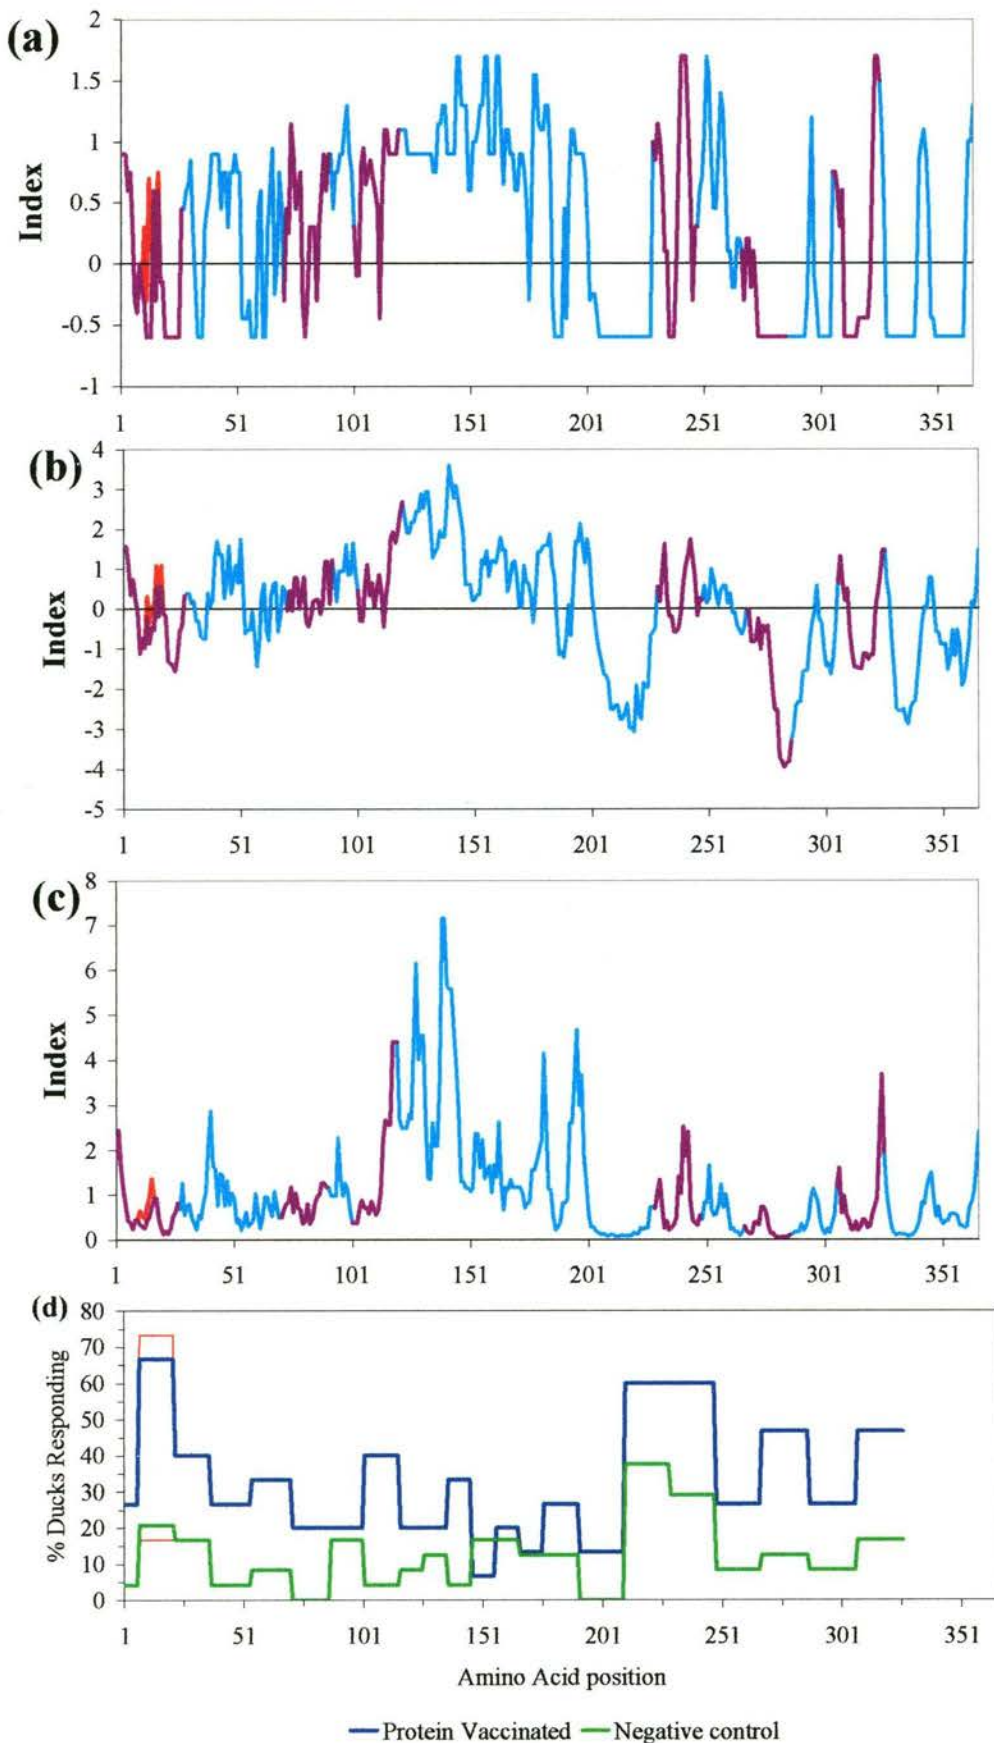 (a)
Index
2
1.5
1
0.5
0
-0.5
-1
1 51 101 151 201 251 301 351
(b)
Index
4
3
2
1
0
-1
-2
-3
-4
-5
1 51 101 151 201 251 301 351
(c)
Index
8
7
6
5
4
3
2
1
0
1 51 101 151 201 251 301 351
(d)
% Ducks Responding
80
70
60
50
40
30
20
10
0
1 51 101 151 201 251 301 351
Amino Acid position
Protein Vaccinated Negative control